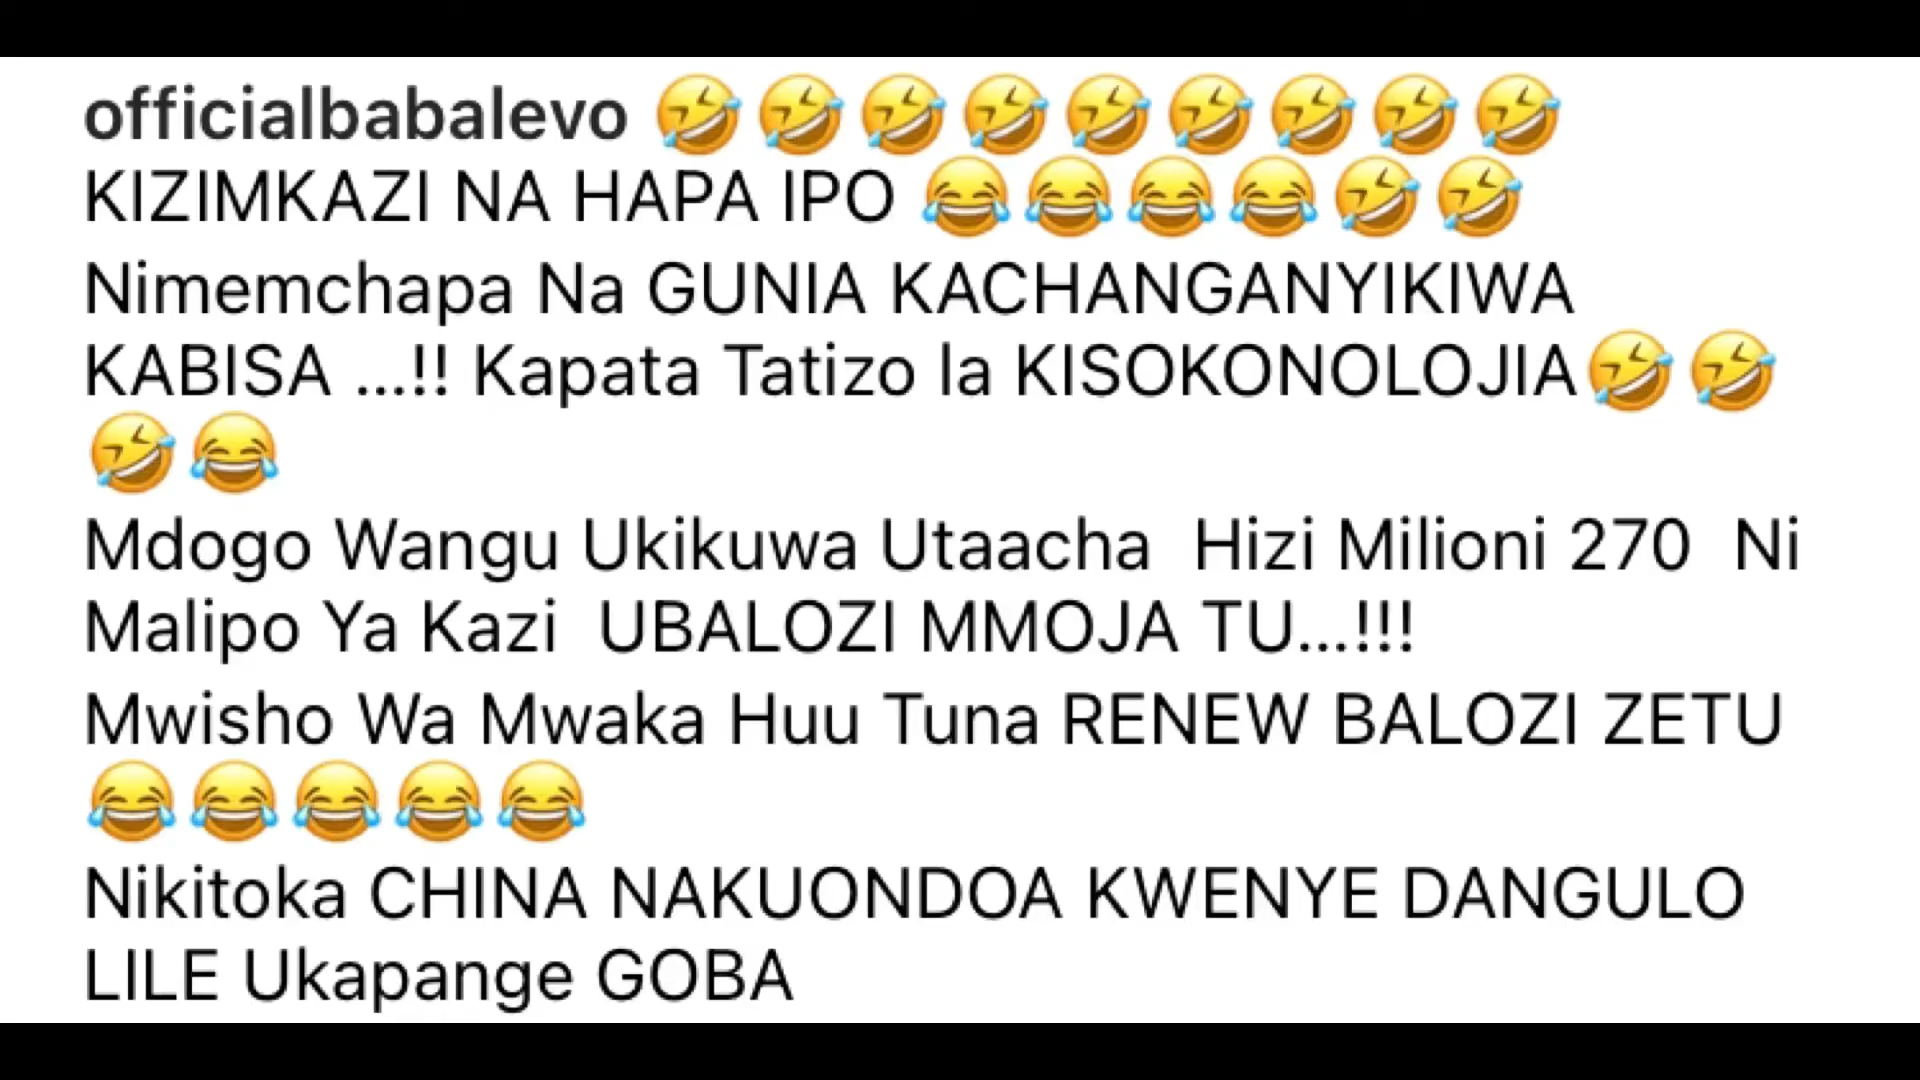 officialbabalevo 🤣🤣🤣🤣🤣🤣🤣🤣🤣
KIZIMKAZI NA HAPA IPO 😂😂😂😂🤣🤣
Nimemchapa Na GUNIA KACHANGANYIKIWA
KABISA ...!! Kapata Tatizo la KISOKONOLOJIA🤣🤣
🤣😂
Mdogo Wangu Ukikuwa Utaacha  Hizi Milioni 270  Ni
Malipo Ya Kazi  UBALOZI MMOJA TU...!!!
Mwisho Wa Mwaka Huu Tuna RENEW BALOZI ZETU
😂😂😂😂😂
Nikitoka CHINA NAKUONDOA KWENYE DANGULO
LILE Ukapange GOBA